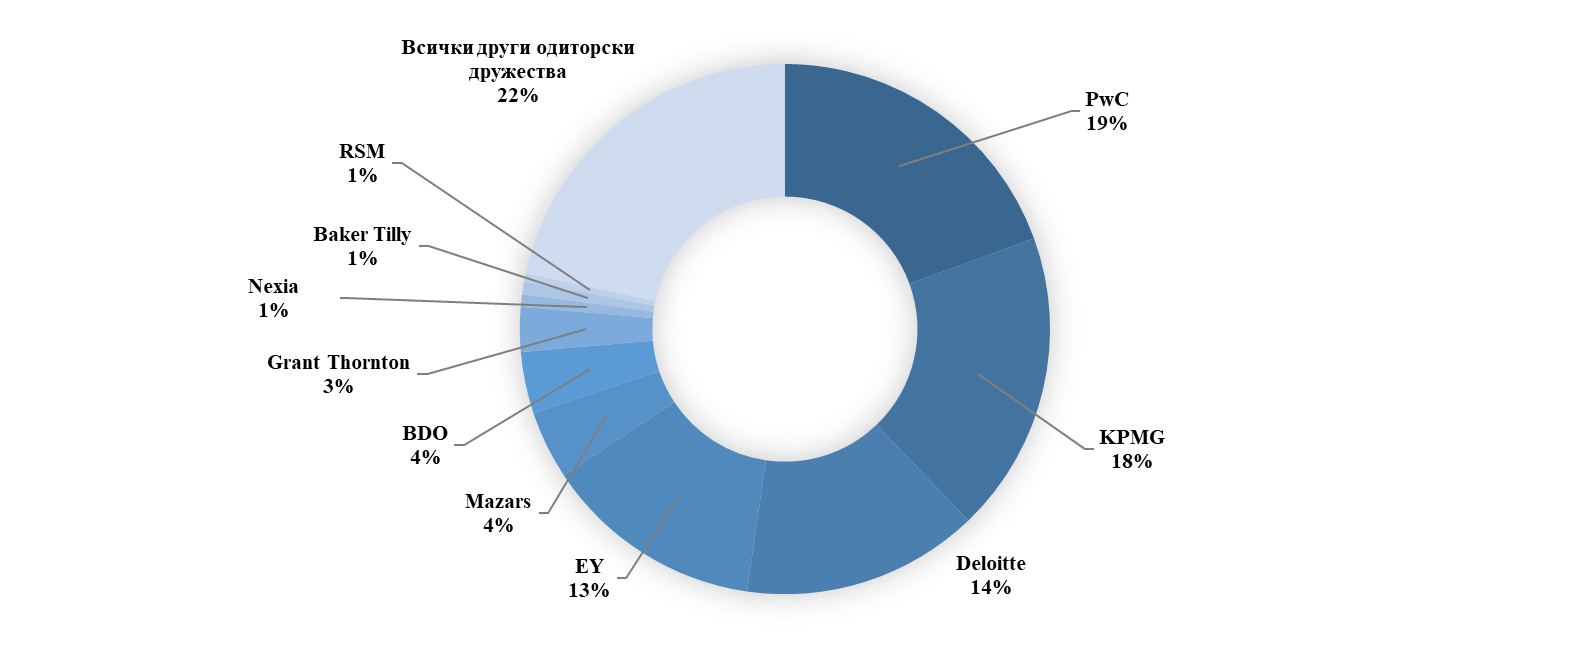 Всички други одиторски
дружества
22%
PwC
19%
RSM
1%
Baker Tilly
1%
Nexia
1%
Grant Thornton
3%
BDO
4%
KPMG
18%
Mazars
4%
EY
13%
Deloitte
14%